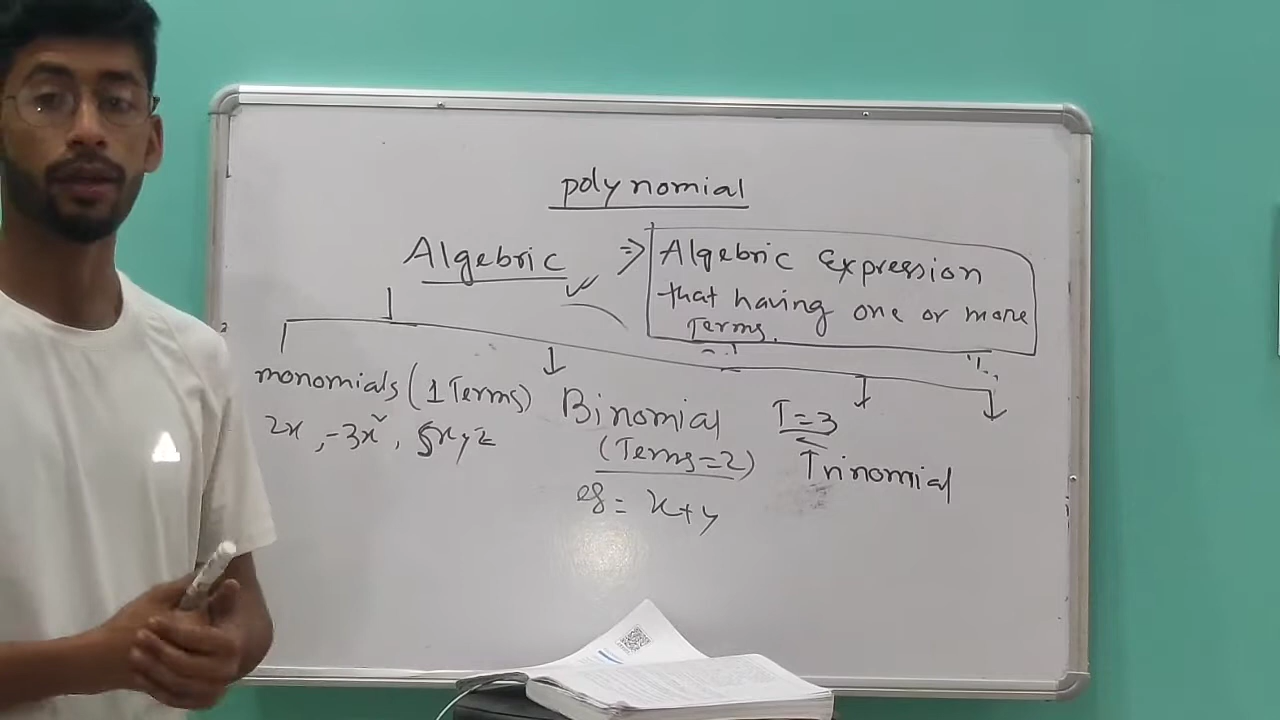 polynomial
Algebric
=> Algebric Expression
that having one or more
Terms.
monomials (1 Terms)
2x, -3x², 5xyz
Binomial
(Terms=2)
eg = x+y
T=3
Trinomial